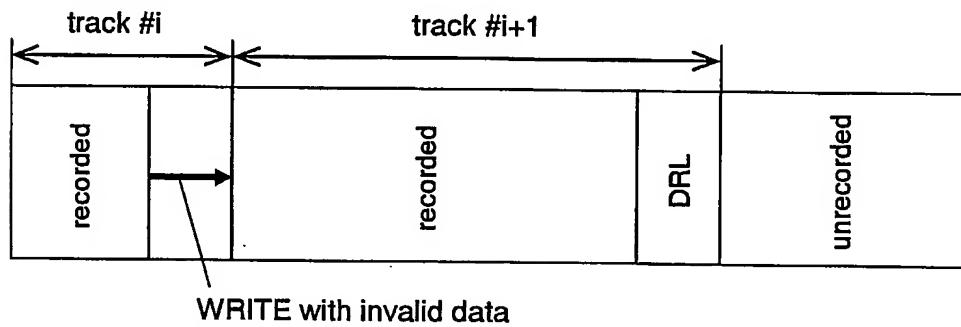 track #i
track #i+1
recorded
recorded
DRL
unrecorded
WRITE with invalid data